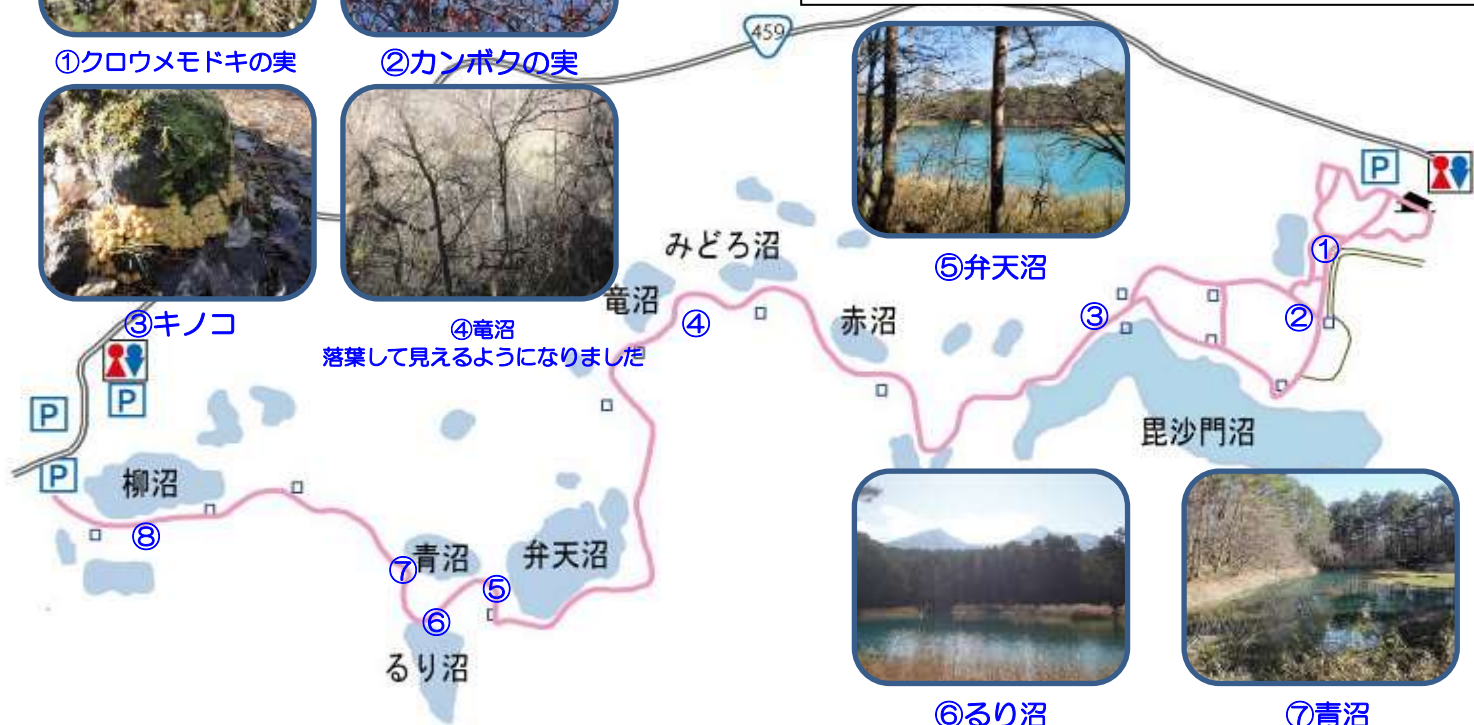 ①クロウメモドキの実
②カンボクの実
459
③キノコ
④竜沼
落葉して見えるようになりました
⑤弁天沼
P
みどろ沼
竜沼
④
赤沼
③
①
②
毘沙門沼
P
P
P
柳沼
⑧
⑦
青沼
⑥
るり沼
⑤
弁天沼
⑥るり沼
⑦青沼